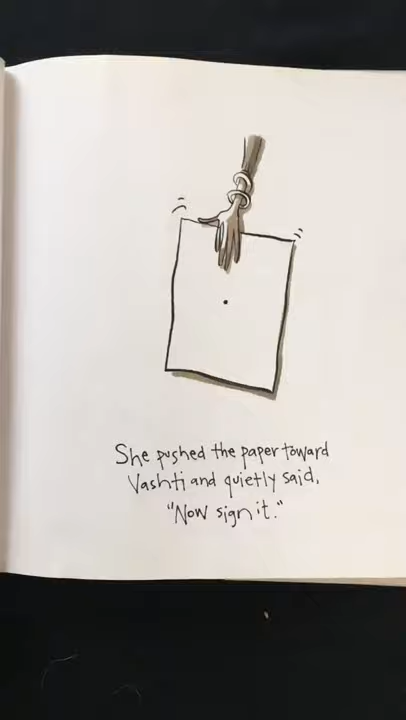 She pushed the paper toward
Vashti and quietly said,
"Now sign it."